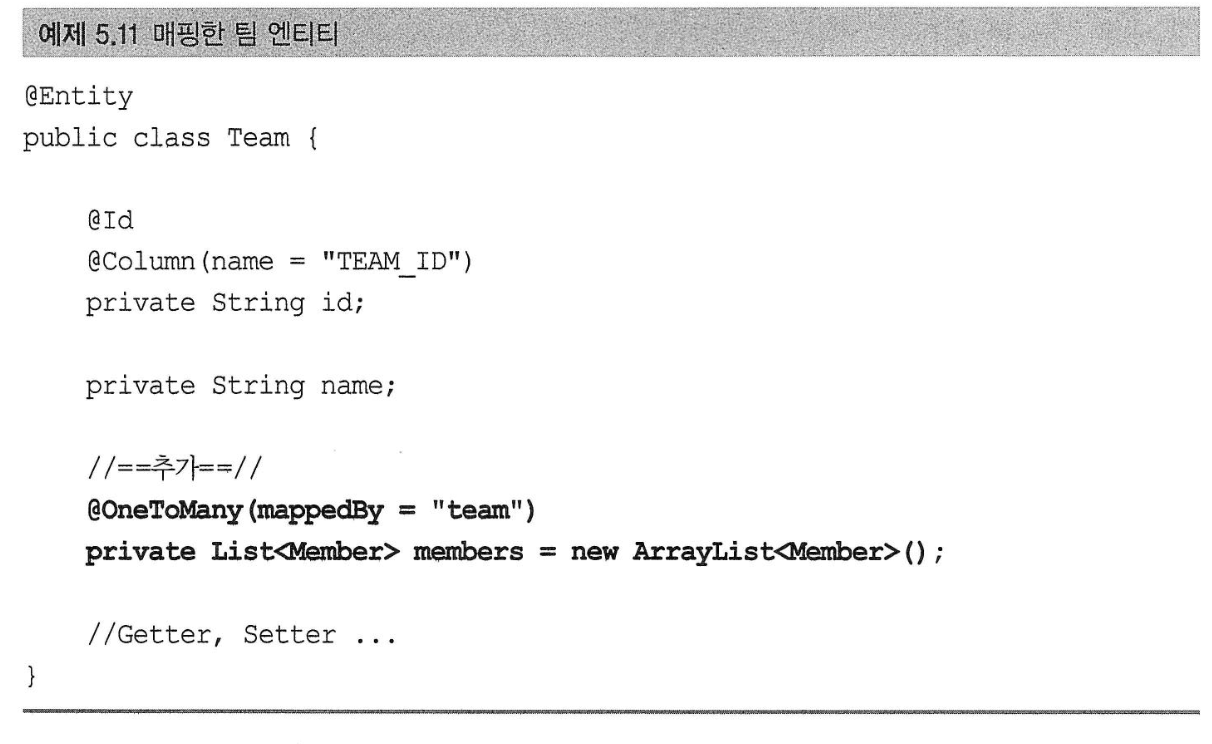 예제 5.11 매핑한 팀 엔티티
@Entity
public class Team {
@Id
@Column(name = "TEAM_ID")
private String id;
private String name;
//==추가==//
@OneToMany(mappedBy = "team")
private List<Member> members = new ArrayList<Member>();
//Getter, Setter ...
}